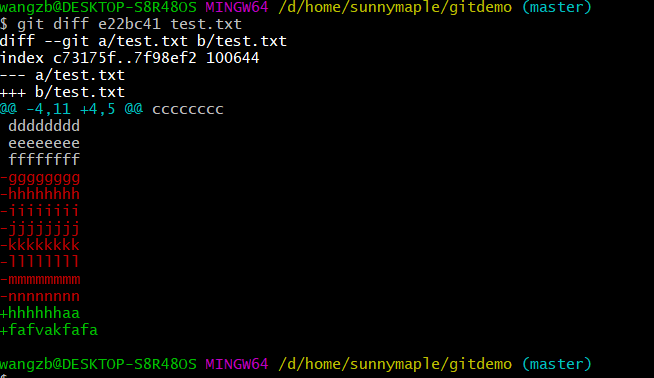 wangzb@DESKTOP-S8R48OS MINGW64 /d/home/sunnymaple/gitdemo (master)
$ git diff e22bc41 test.txt
diff --git a/test.txt b/test.txt
index c73175f..7f98ef2 100644
--- a/test.txt
+++ b/test.txt
@@ -4,11 +4,5 @@ cccccccc
 dddddddd
 eeeeeeee
 ffffffff
-gggggggg
-hhhhhhhh
-iiiiiiii
-jjjjjjjj
-kkkkkkkk
-llllllll
-mmmmmmmm
-nnnnnnnn
+hhhhhhaa
+fafvakfafa
wangzb@DESKTOP-S8R48OS MINGW64 /d/home/sunnymaple/gitdemo (master)
$